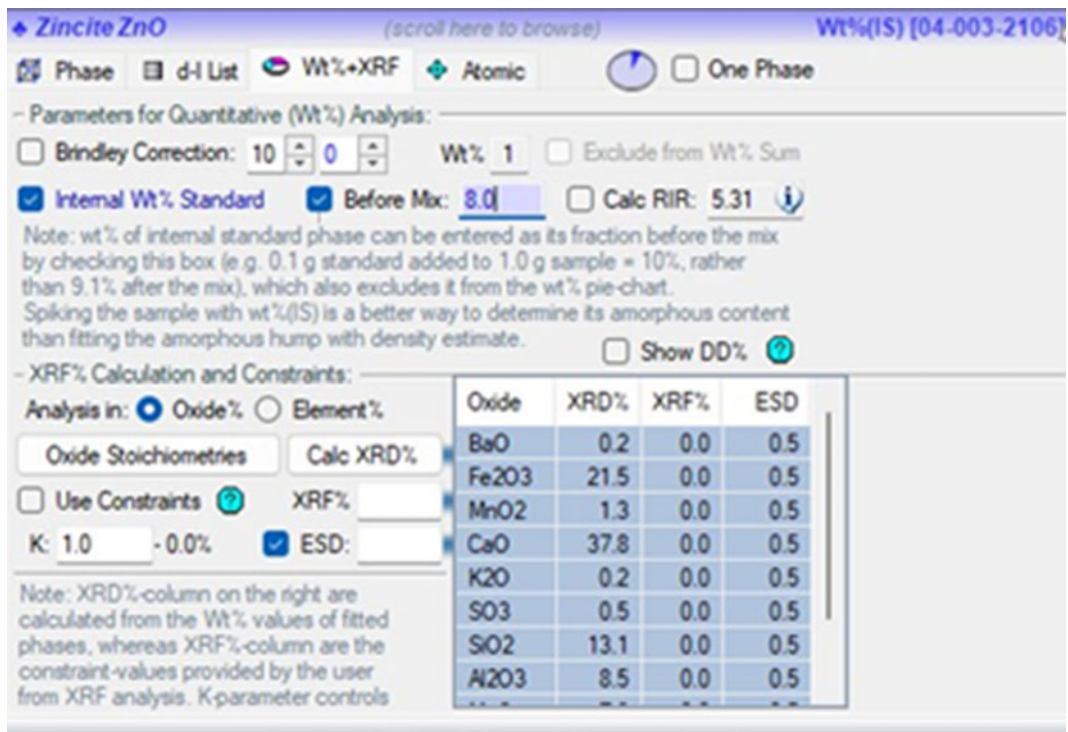 ♣ Zincite ZnO (scroll here to browse) Wt%(IS) [04-003-2106]
Phase d-I List Wt%+XRF Atomic One Phase
Parameters for Quantitative (Wt%) Analysis:
Brindley Correction: 10 0 Wt% 1 Exclude from Wt% Sum
Internal Wt% Standard Before Mix: 8.0 Calc RIR: 5.31 i
Note: wt% of internal standard phase can be entered as its fraction before the mix
by checking this box (e.g. 0.1 g standard added to 1.0 g sample = 10%, rather
than 9.1% after the mix), which also excludes it from the wt% pie-chart.
Spiking the sample with wt%(IS) is a better way to determine its amorphous content
than fitting the amorphous hump with density estimate.
Show DD% ?
XRF% Calculation and Constraints:
Analysis in: Oxide% Element%
Oxide Stoichiometries Calc XRD%
Use Constraints ? XRF%
K: 1.0 - 0.0% ESD:
Note: XRD%-column on the right are
calculated from the Wt% values of fitted
phases, whereas XRF%-column are the
constraint-values provided by the user
from XRF analysis. K-parameter controls
Oxide XRD% XRF% ESD
BaO 0.2 0.0 0.5
Fe2O3 21.5 0.0 0.5
MnO2 1.3 0.0 0.5
CaO 37.8 0.0 0.5
K2O 0.2 0.0 0.5
SO3 0.5 0.0 0.5
SiO2 13.1 0.0 0.5
Al2O3 8.5 0.0 0.5